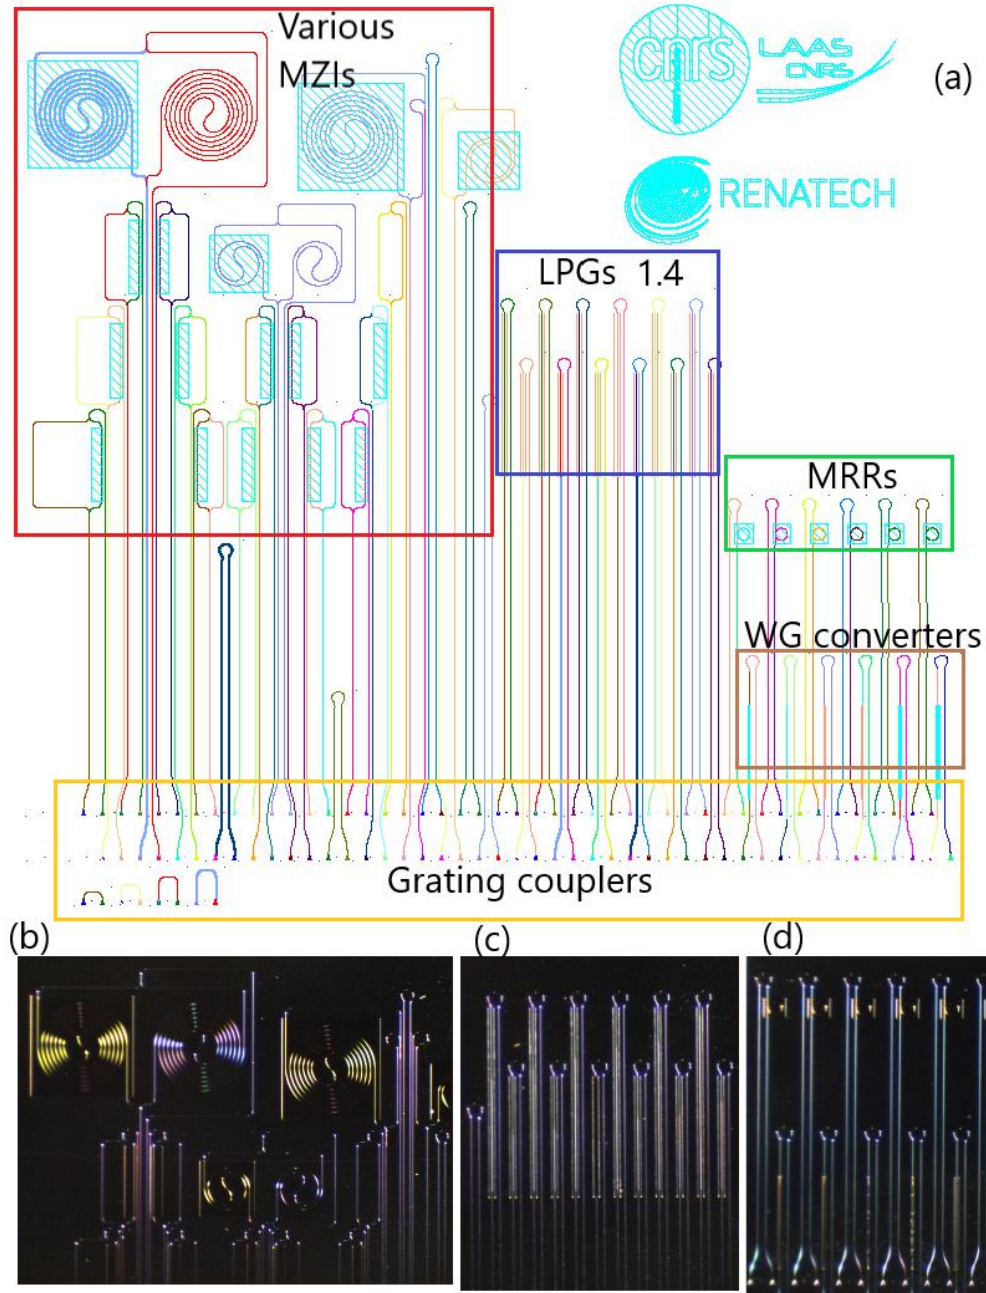 Various
MZIs
cnrs
LAAS
CNRS
(a)
RENATECH
LPGs 1.4
MRRs
WG converters
Grating couplers
(b)
(c)
(d)